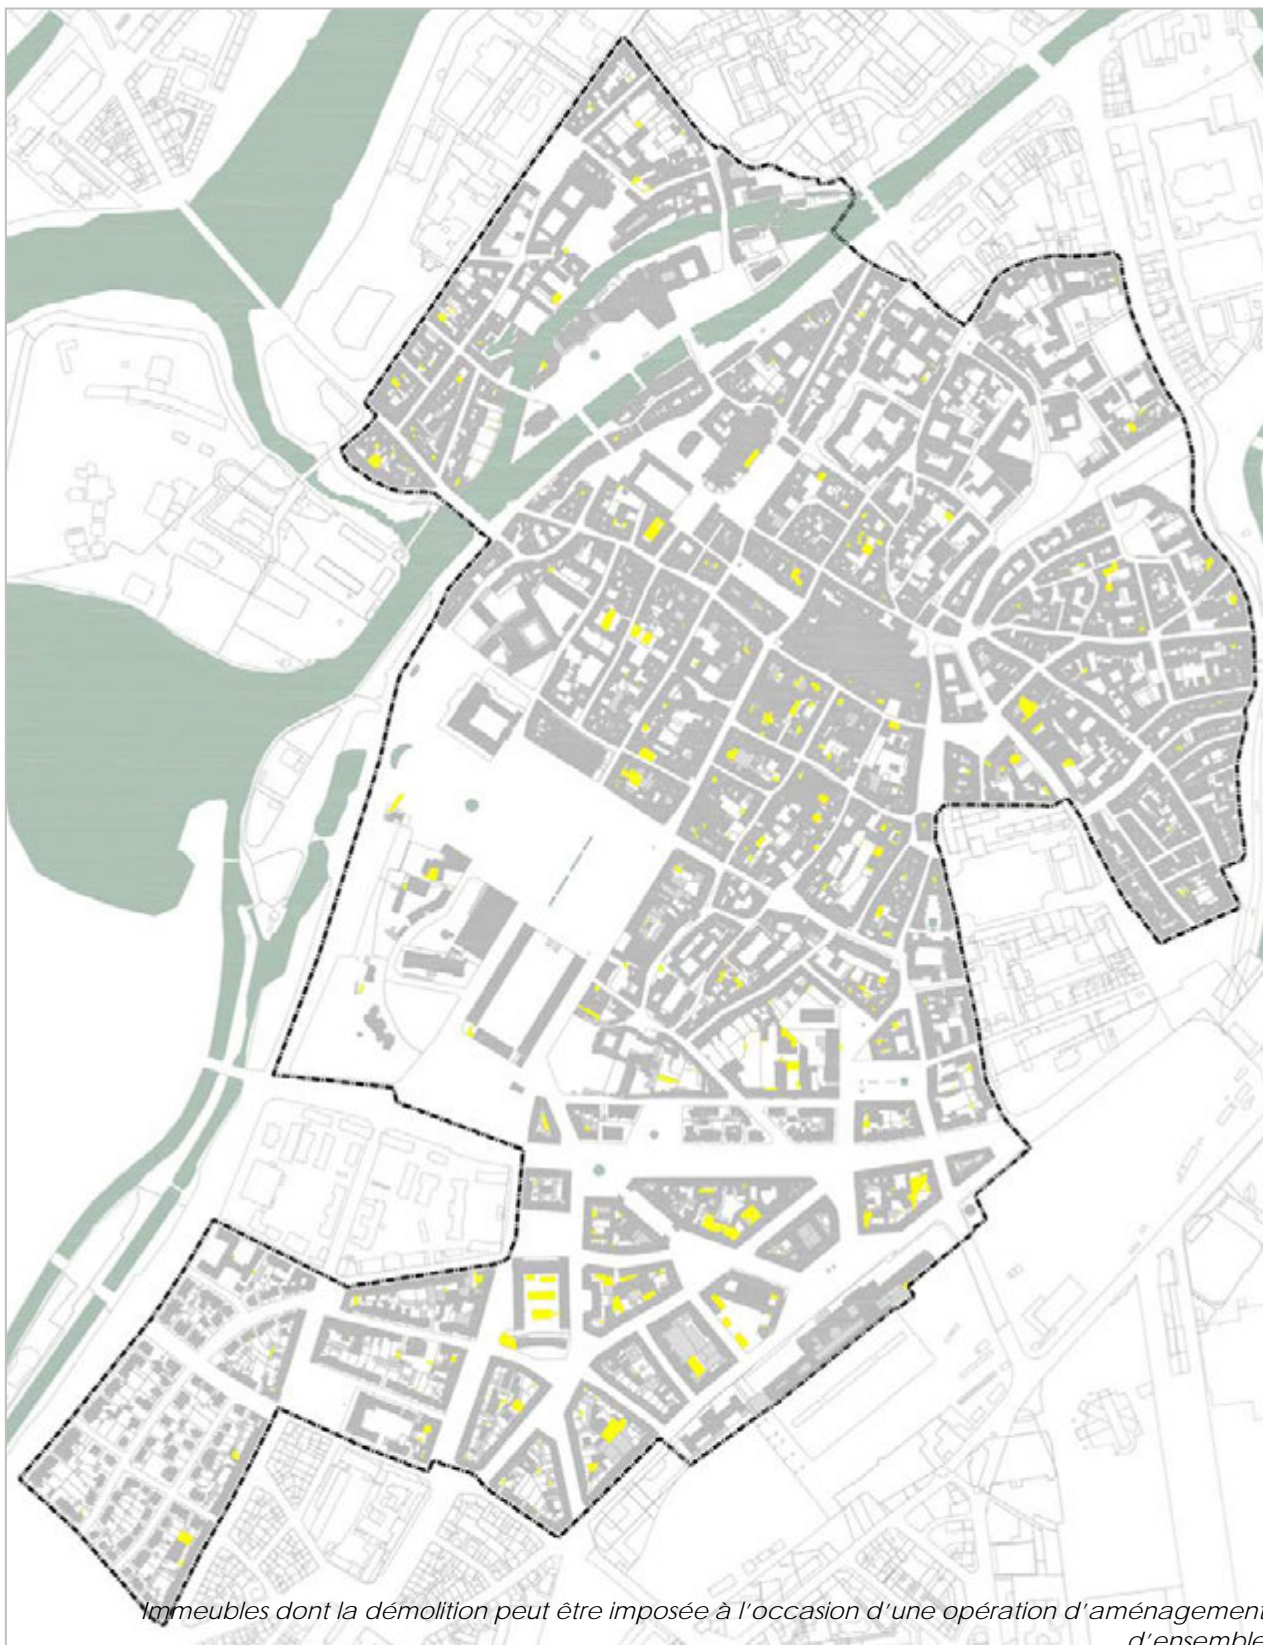 Immeubles dont la démolition peut être imposée à l'occasion d'une opération d'aménagement
d'ensemble